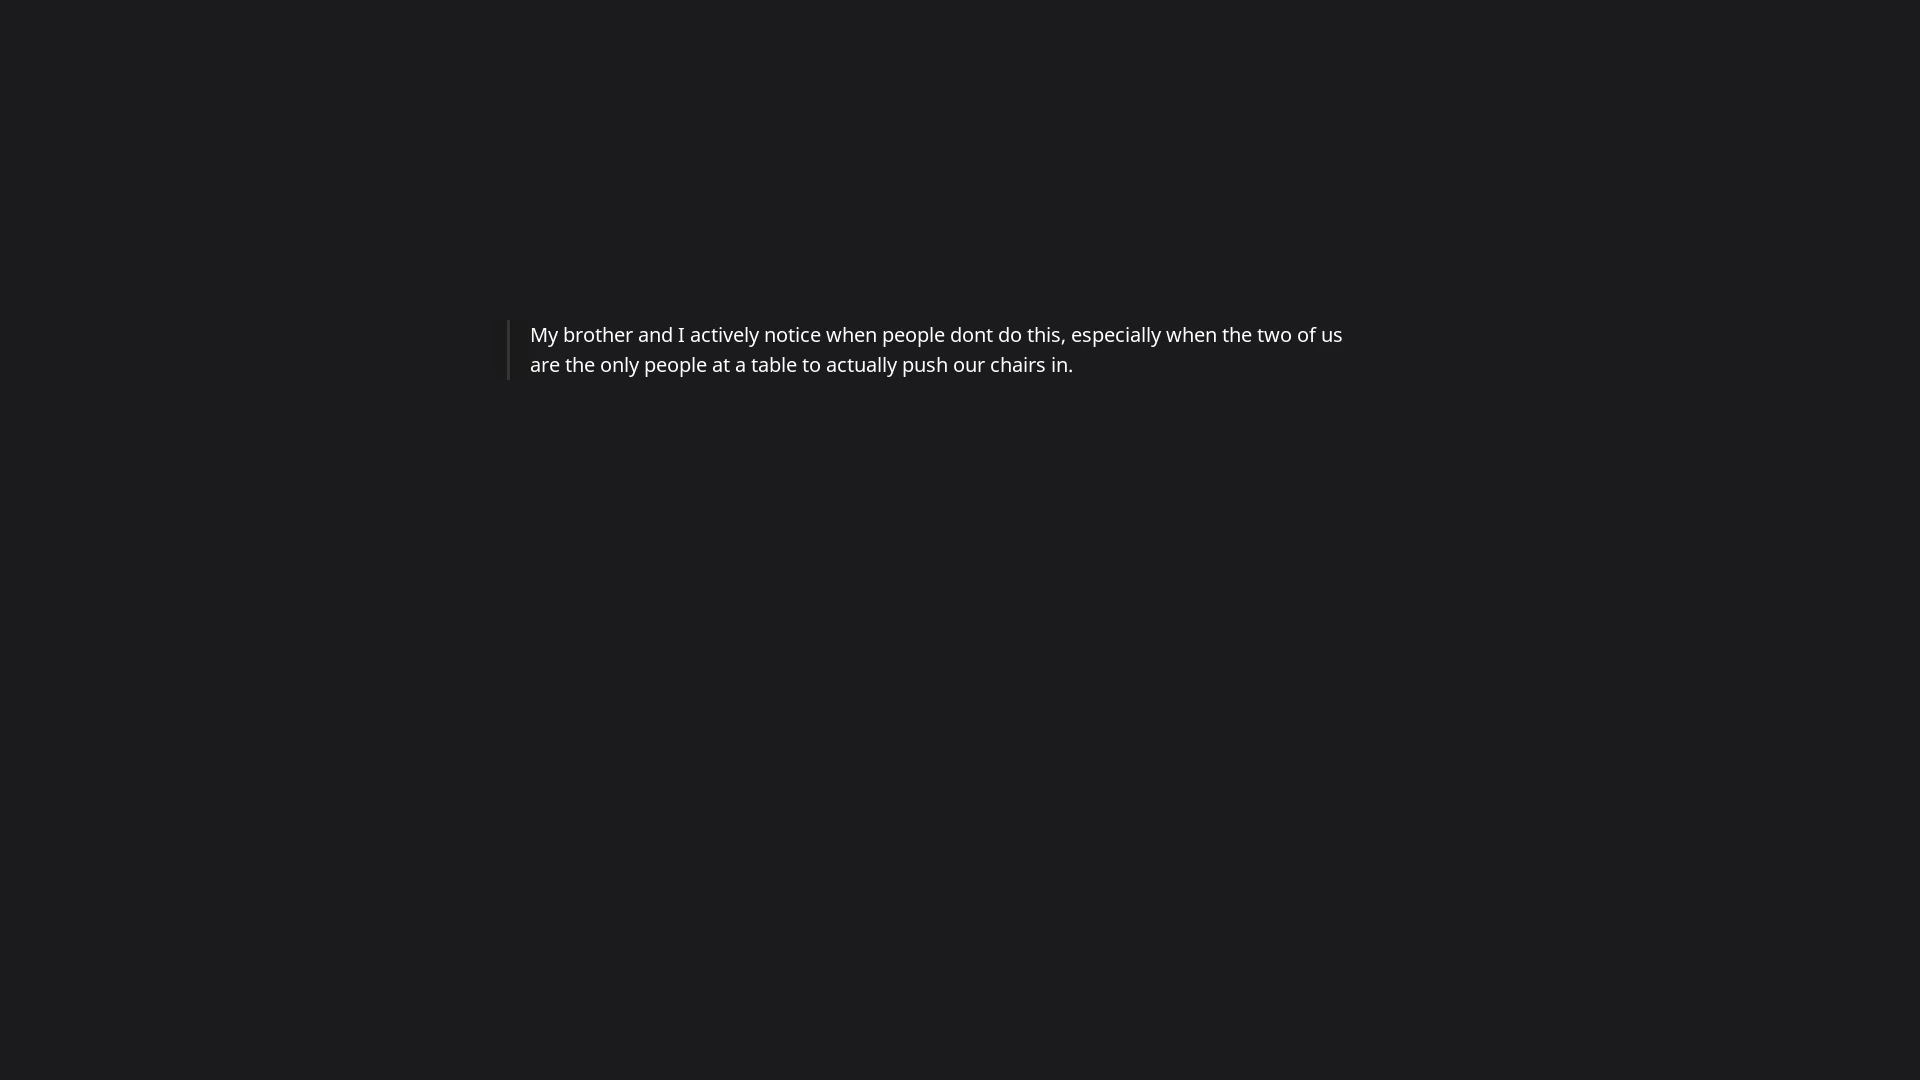 My brother and I actively notice when people dont do this, especially when the two of us
are the only people at a table to actually push our chairs in.